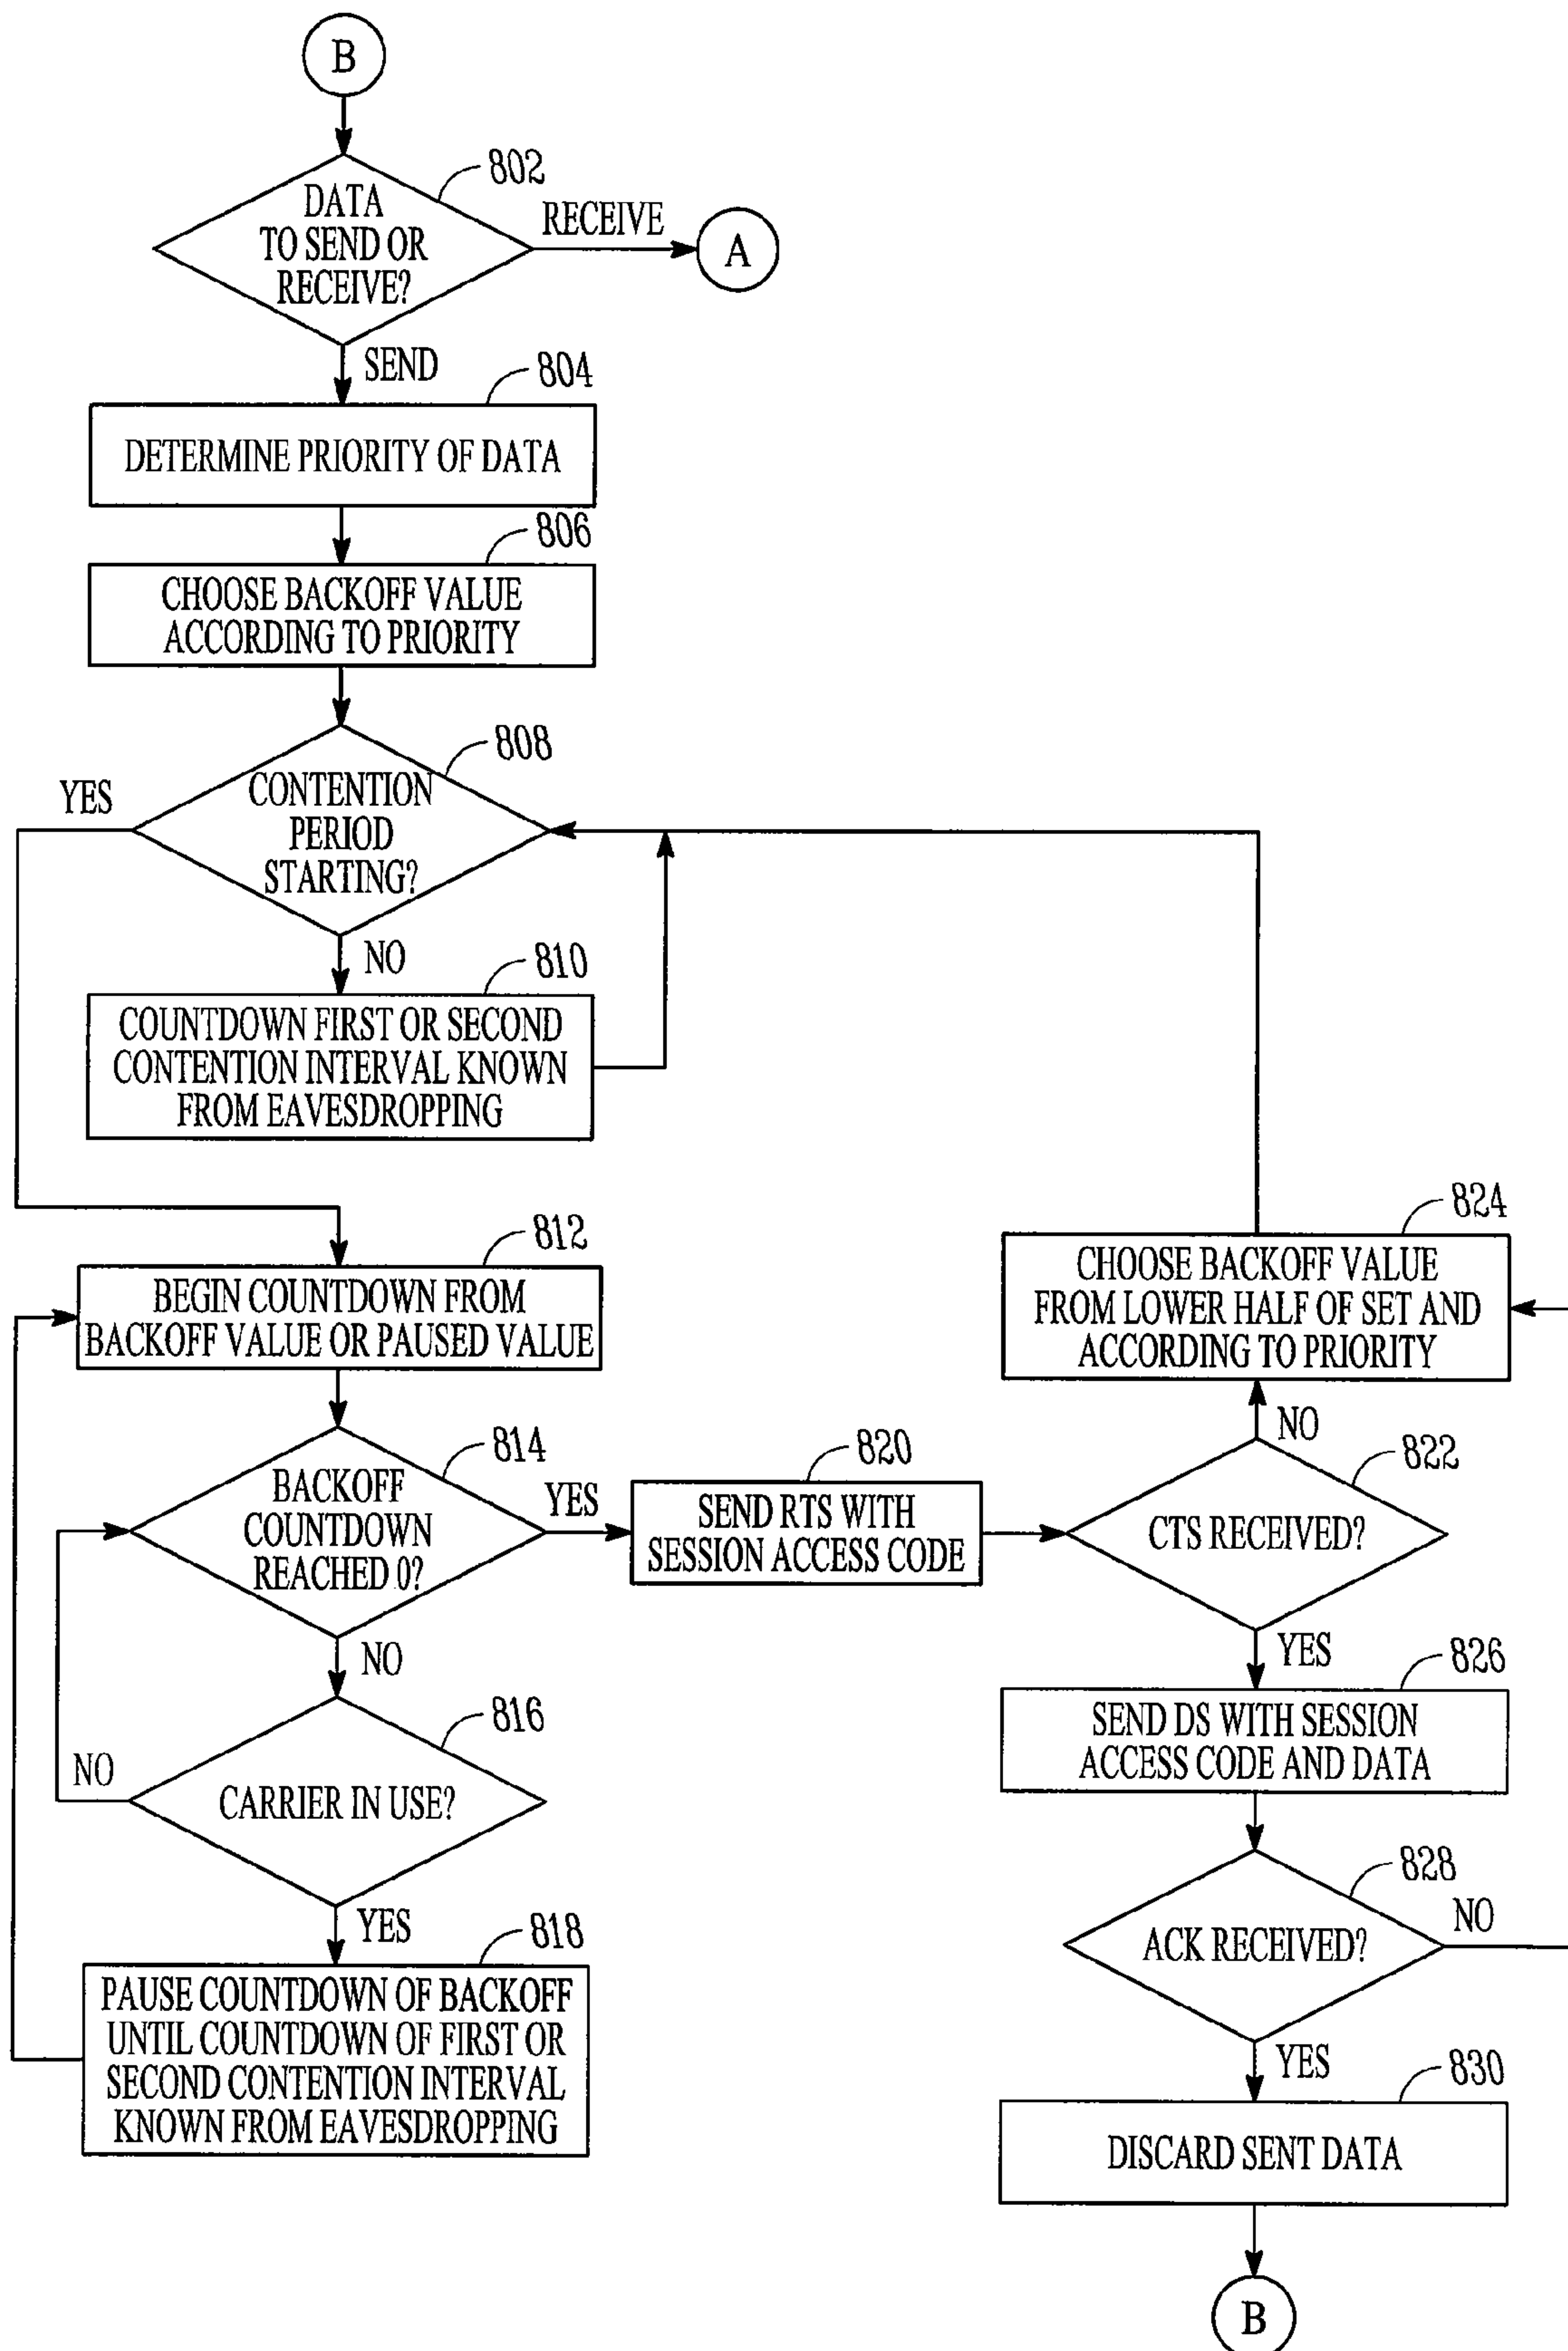 B
802
DATA
TO SEND OR
RECEIVE?
RECEIVE
A
SEND
804
DETERMINE PRIORITY OF DATA
806
CHOOSE BACKOFF VALUE
ACCORDING TO PRIORITY
808
YES
CONTENTION
PERIOD
STARTING?
NO
810
COUNTDOWN FIRST OR SECOND
CONTENTION INTERVAL KNOWN
FROM EAVESDROPPING
812
BEGIN COUNTDOWN FROM
BACKOFF VALUE OR PAUSED VALUE
814
BACKOFF
COUNTDOWN
REACHED 0?
YES
NO
816
NO
CARRIER IN USE?
YES
818
PAUSE COUNTDOWN OF BACKOFF
UNTIL COUNTDOWN OF FIRST OR
SECOND CONTENTION INTERVAL
KNOWN FROM EAVESDROPPING
820
SEND RTS WITH
SESSION ACCESS CODE
824
CHOOSE BACKOFF VALUE
FROM LOWER HALF OF SET AND
ACCORDING TO PRIORITY
NO
822
CTS RECEIVED?
YES
826
SEND DS WITH SESSION
ACCESS CODE AND DATA
828
ACK RECEIVED?
NO
YES
830
DISCARD SENT DATA
B